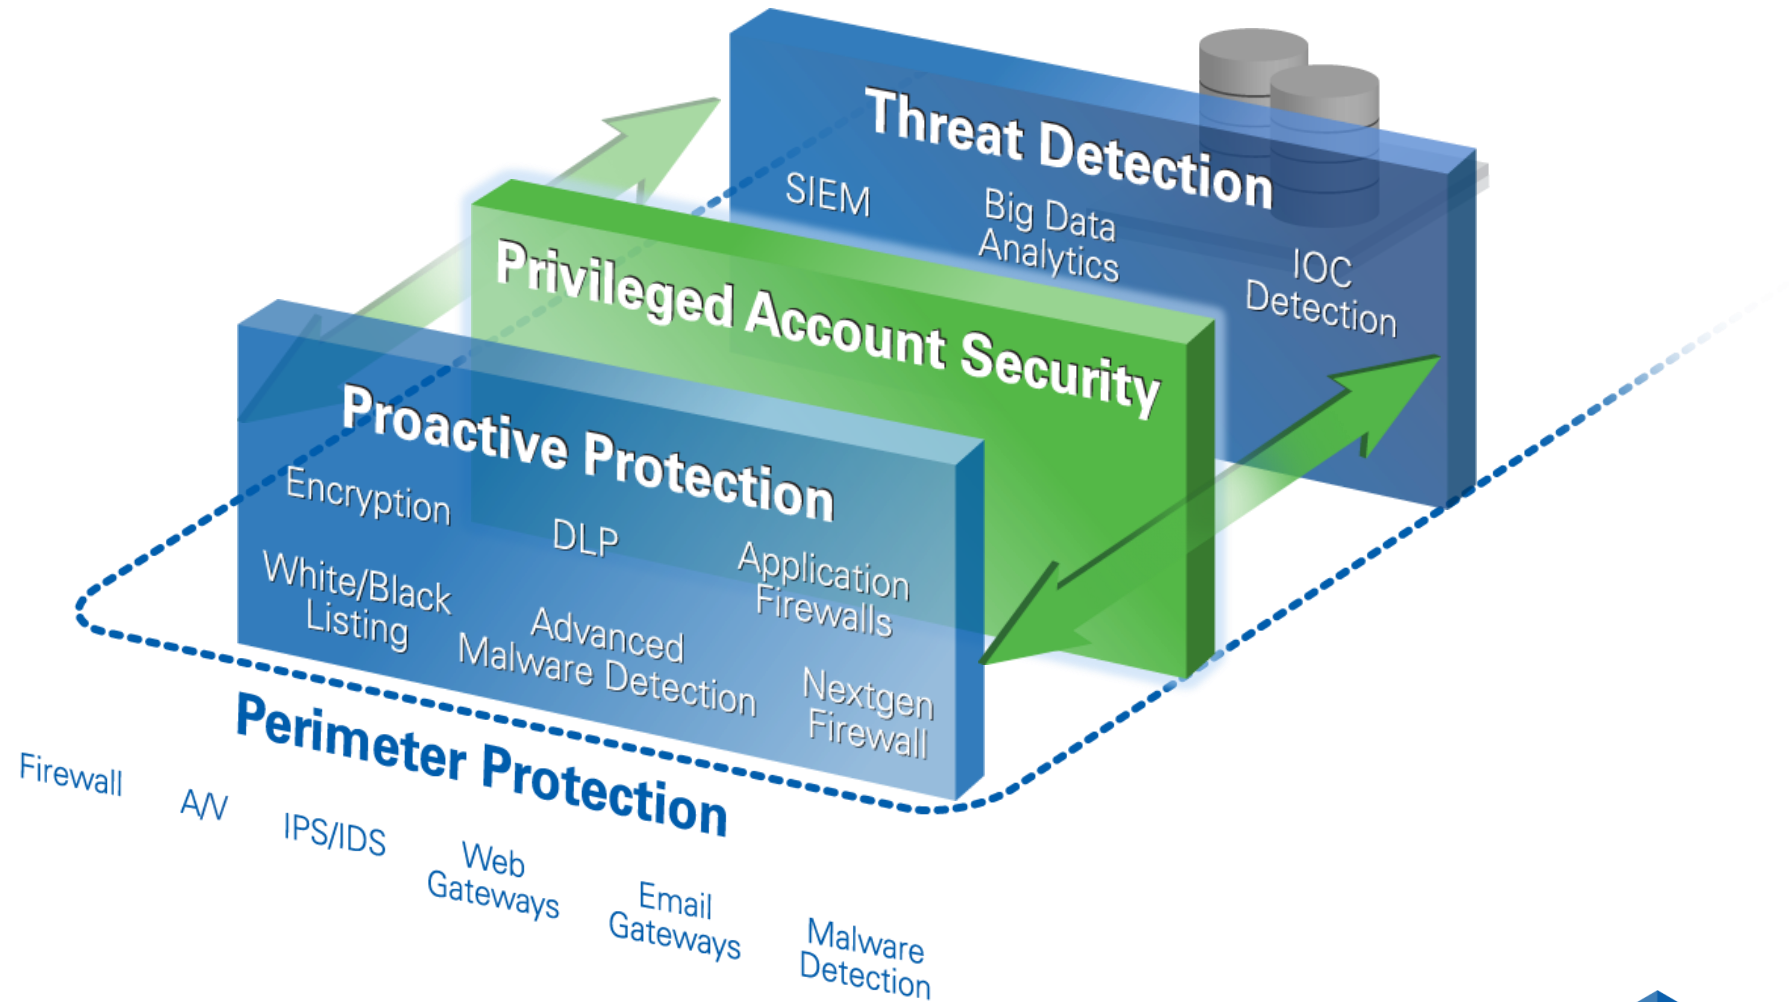 Threat Detection
SIEM
Big Data
Analytics
IOC
Detection
Privileged Account Security
Proactive Protection
Encryption
DLP
Application
Firewalls
White/Black
Listing
Advanced
Malware Detection
Nextgen
Firewall
Perimeter Protection
Firewall
A/V
IPS/IDS
Web
Gateways
Email
Gateways
Malware
Detection